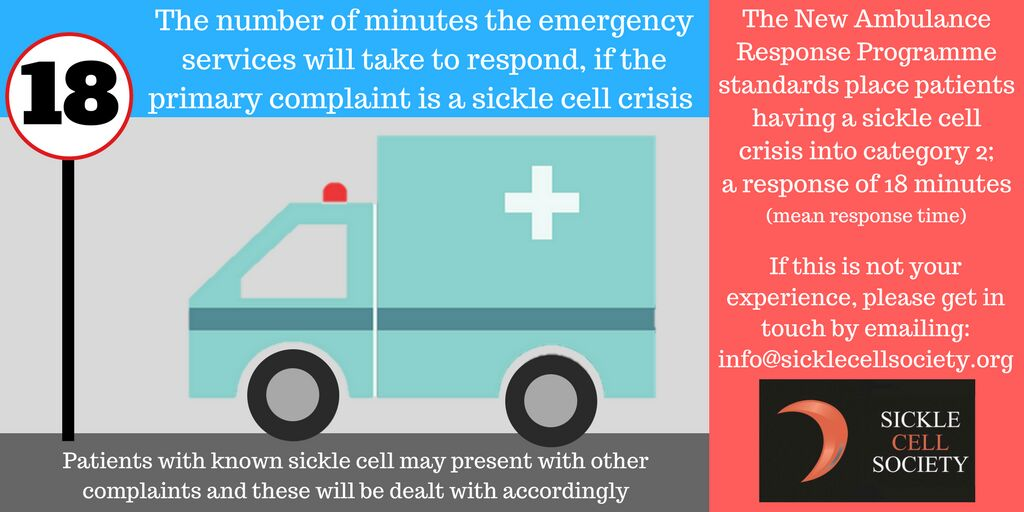 The number of minutes the emergency
services will take to respond, if the
primary complaint is a sickle cell crisis
18
Patients with known sickle cell may present with other
complaints and these will be dealt with accordingly
The New Ambulance
Response Programme
standards place patients
having a sickle cell
crisis into category 2;
a response of 18 minutes
(mean response time)
If this is not your
experience, please get in
touch by emailing:
info@sicklecellsociety.org
SICKLE
CELL
SOCIETY